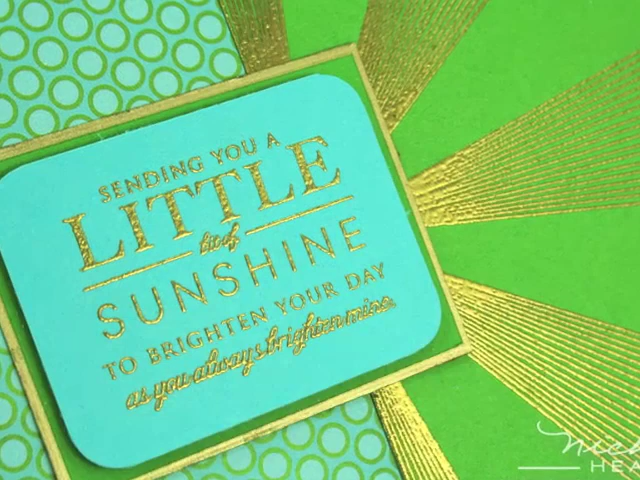 SENDING YOU A
LITTLE
bit of
SUNSHINE
TO BRIGHTEN YOUR DAY
as you always brighten mine.